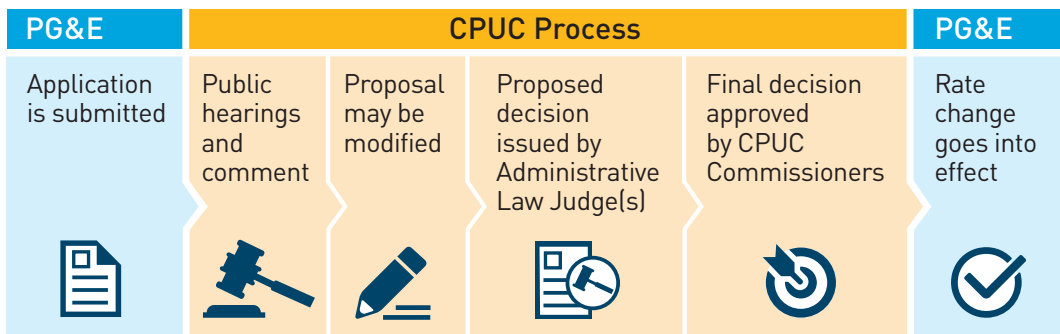 PG&E
CPUC Process
PG&E
Application
is submitted
Public
hearings
and
comment
Proposal
may be
modified
Proposed
decision
issued by
Administrative
Law Judge(s)
Final decision
approved
by CPUC
Commissioners
Rate
change
goes into
effect